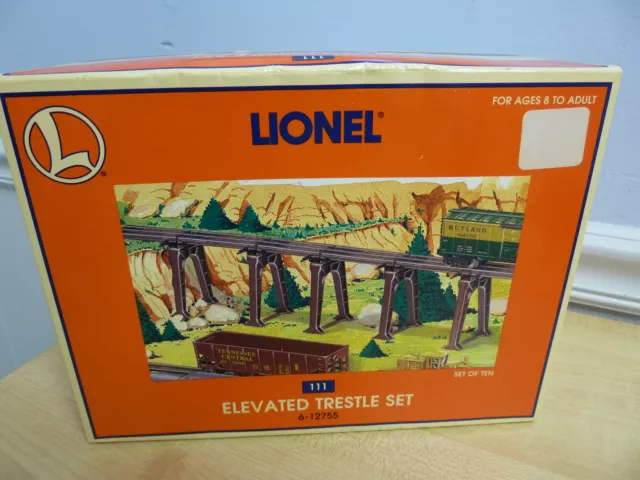 111
FOR AGES 8 TO ADULT
LIONEL®
L
®
RUTLAND
TENNESSEE
CENTRAL
SET OF TEN
111
ELEVATED TRESTLE SET
6-12755